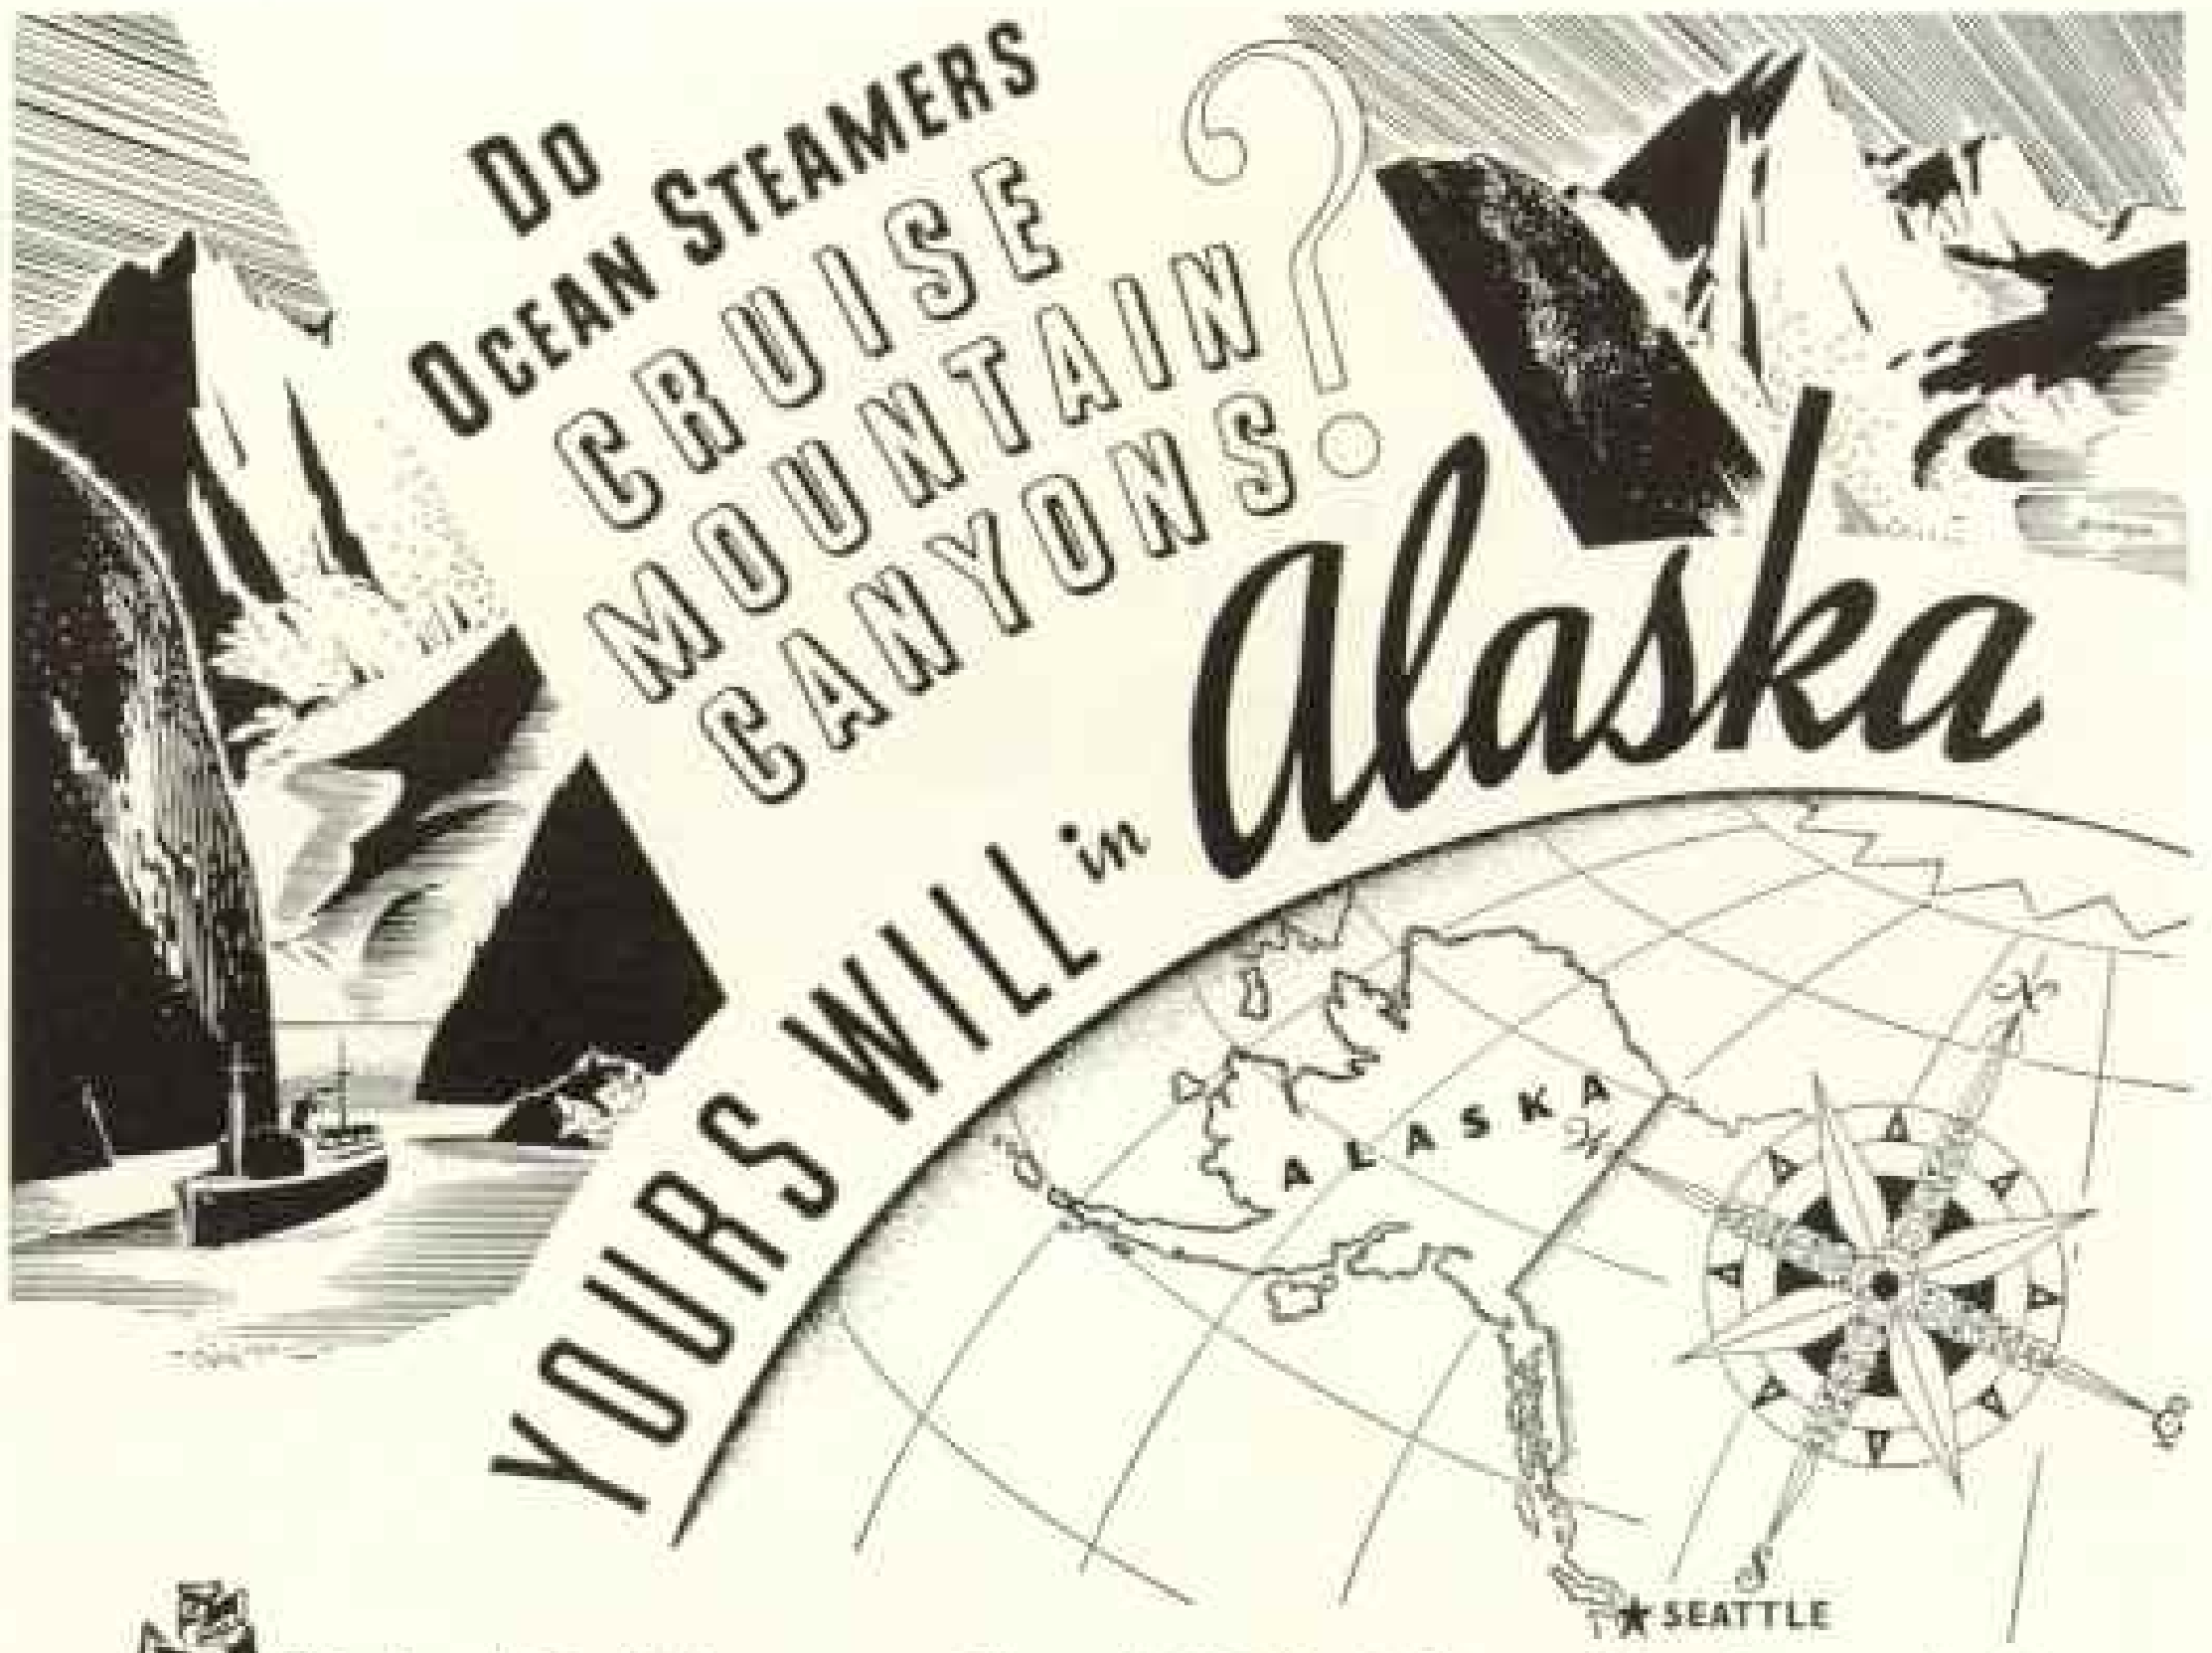 DO
OCEAN STEAMERS
CRUISE
MOUNTAIN
CANYONS?
YOURS WILL in Alaska
ALASKA
N
W
E
S
SEATTLE